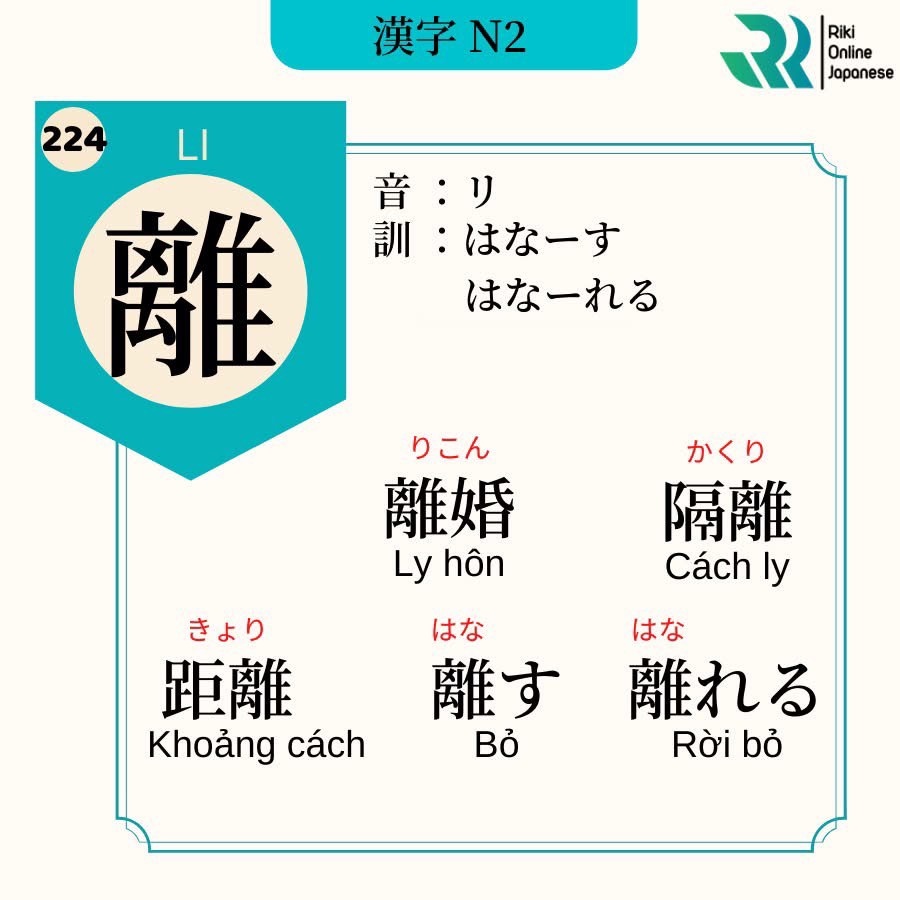 漢字 N2
Riki
Online
Japanese
224
LI
離
音 ：リ
訓 ：はなーす
はなーれる
りこん
離婚
Ly hôn
かくり
隔離
Cách ly
きょり
距離
Khoảng cách
はな
離す
Bỏ
はな
離れる
Rời bỏ